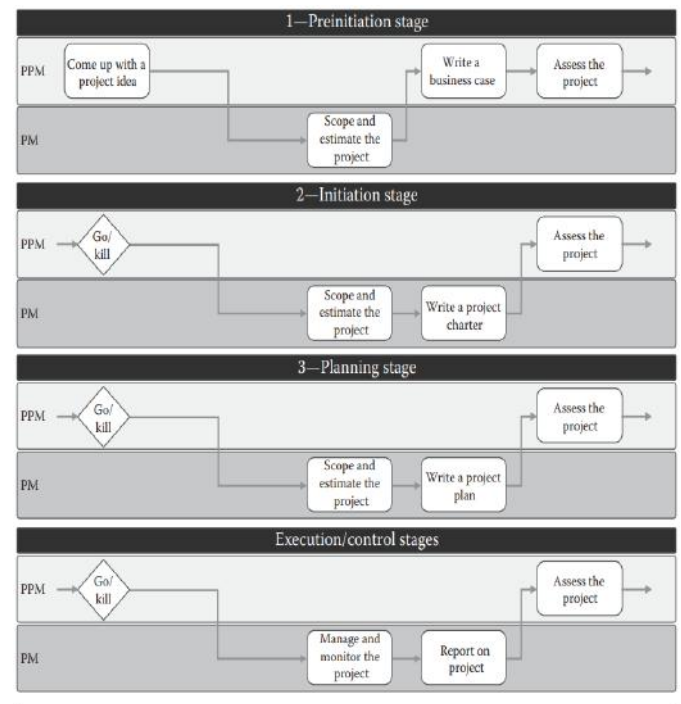 1—Preinitiation stage
PPM
Come up with a
project idea
Write a
business case
Assess the
project
PM
Scope and
estimate the
project
2—Initiation stage
PPM
Go/
kill
Assess the
project
PM
Scope and
estimate the
project
Write a project
charter
3—Planning stage
PPM
Go/
kill
Assess the
project
PM
Scope and
estimate the
project
Write a project
plan
Execution/control stages
PPM
Go/
kill
Assess the
project
PM
Manage and
monitor the
project
Report on
project